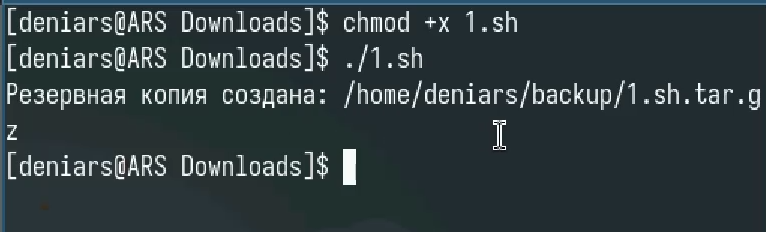 [deniars@ARS Downloads]$ chmod +x 1.sh
[deniars@ARS Downloads]$ ./1.sh
Резервная копия создана: /home/deniars/backup/1.sh.tar.g
z
[deniars@ARS Downloads]$